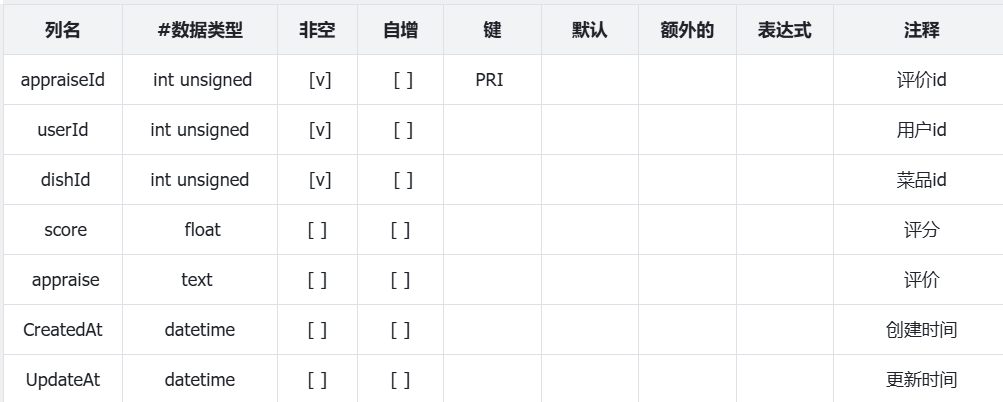 列名 #数据类型 非空 自增 键 默认 额外的 表达式 注释
appraiseId int unsigned [v] [ ] PRI 评价id
userId int unsigned [v] [ ] 用户id
dishId int unsigned [v] [ ] 菜品id
score float [ ] [ ] 评分
appraise text [ ] [ ] 评价
CreatedAt datetime [ ] [ ] 创建时间
UpdateAt datetime [ ] [ ] 更新时间